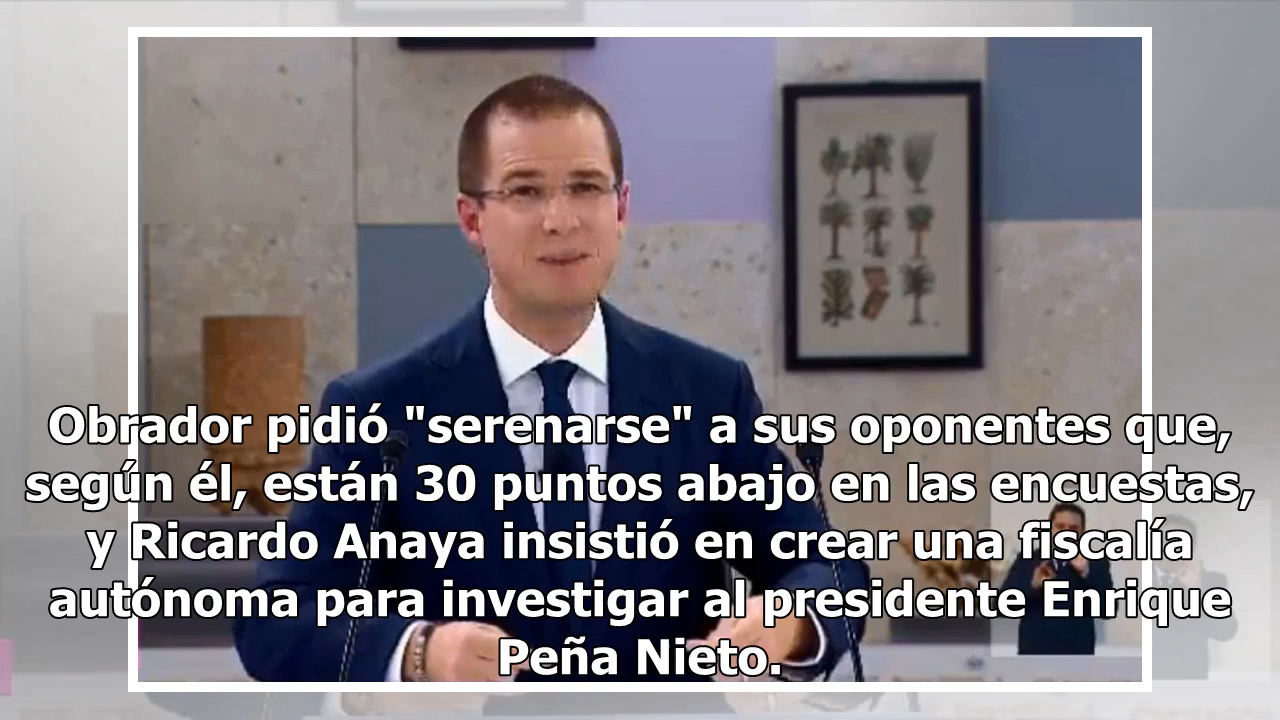 Obrador pidió "serenarse" a sus oponentes que,
según él, están 30 puntos abajo en las encuestas,
y Ricardo Anaya insistió en crear una fiscalía
autónoma para investigar al presidente Enrique
Peña Nieto.